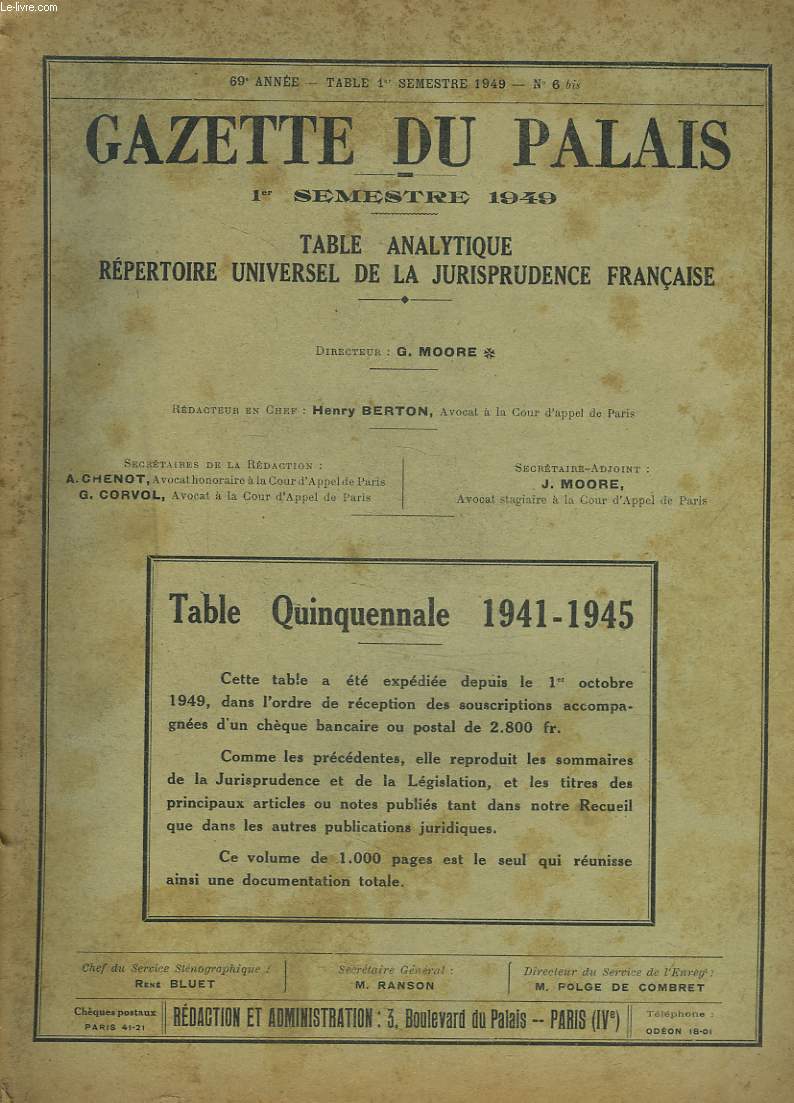 Le-livre.com
69e ANNÉE — TABLE 1er SEMESTRE 1949 — No 6 bis
GAZETTE DU PALAIS
1er SEMESTRE 1949
TABLE ANALYTIQUE
RÉPERTOIRE UNIVERSEL DE LA JURISPRUDENCE FRANÇAISE
DIRECTEUR : G. MOORE ✻
RÉDACTEUR EN CHEF : Henry BERTON, Avocat à la Cour d'appel de Paris
SECRÉTAIRES DE LA RÉDACTION :
A. CHENOT, Avocat honoraire à la Cour d'Appel de Paris
G. CORVOL, Avocat à la Cour d'Appel de Paris
SECRÉTAIRE-ADJOINT :
J. MOORE,
Avocat stagiaire à la Cour d'Appel de Paris
Table Quinquennale 1941-1945
Cette table a été expédiée depuis le 1er octobre
1949, dans l'ordre de réception des souscriptions accompa-
gnées d'un chèque bancaire ou postal de 2.800 fr.
Comme les précédentes, elle reproduit les sommaires
de la Jurisprudence et de la Législation, et les titres des
principaux articles ou notes publiés tant dans notre Recueil
que dans les autres publications juridiques.
Ce volume de 1.000 pages est le seul qui réunisse
ainsi une documentation totale.
Chef du Service Sténographique :
RENÉ BLUET
Secrétaire Général :
M. RANSON
Directeur du Service de l'Enregt :
M. POLGE DE COMBRET
Chèques postaux
PARIS 41-21
RÉDACTION ET ADMINISTRATION : 3, Boulevard du Palais -- PARIS (IVe)
Téléphone :
ODÉON 18-01